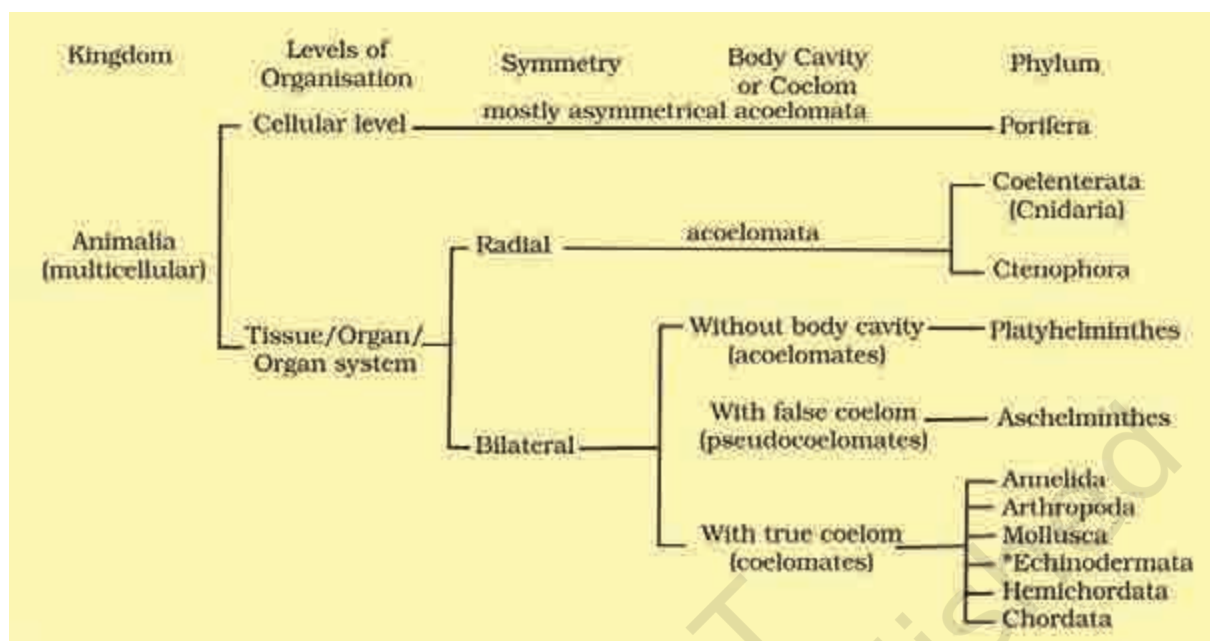 Kingdom
Levels of
Organisation
Symmetry
Body Cavity
or Coelom
Phylum
Cellular level
mostly asymmetrical acoelomata
Porifera
Animalia
(multicellular)
Tissue/Organ/
Organ system
Radial
acoelomata
Coelenterata
(Cnidaria)
Ctenophora
Bilateral
Without body cavity
(acoelomates)
Platyhelminthes
With false coelom
(pseudocoelomates)
Aschelminthes
With true coelom
(coelomates)
Annelida
Arthropoda
Mollusca
*Echinodermata
Hemichordata
Chordata